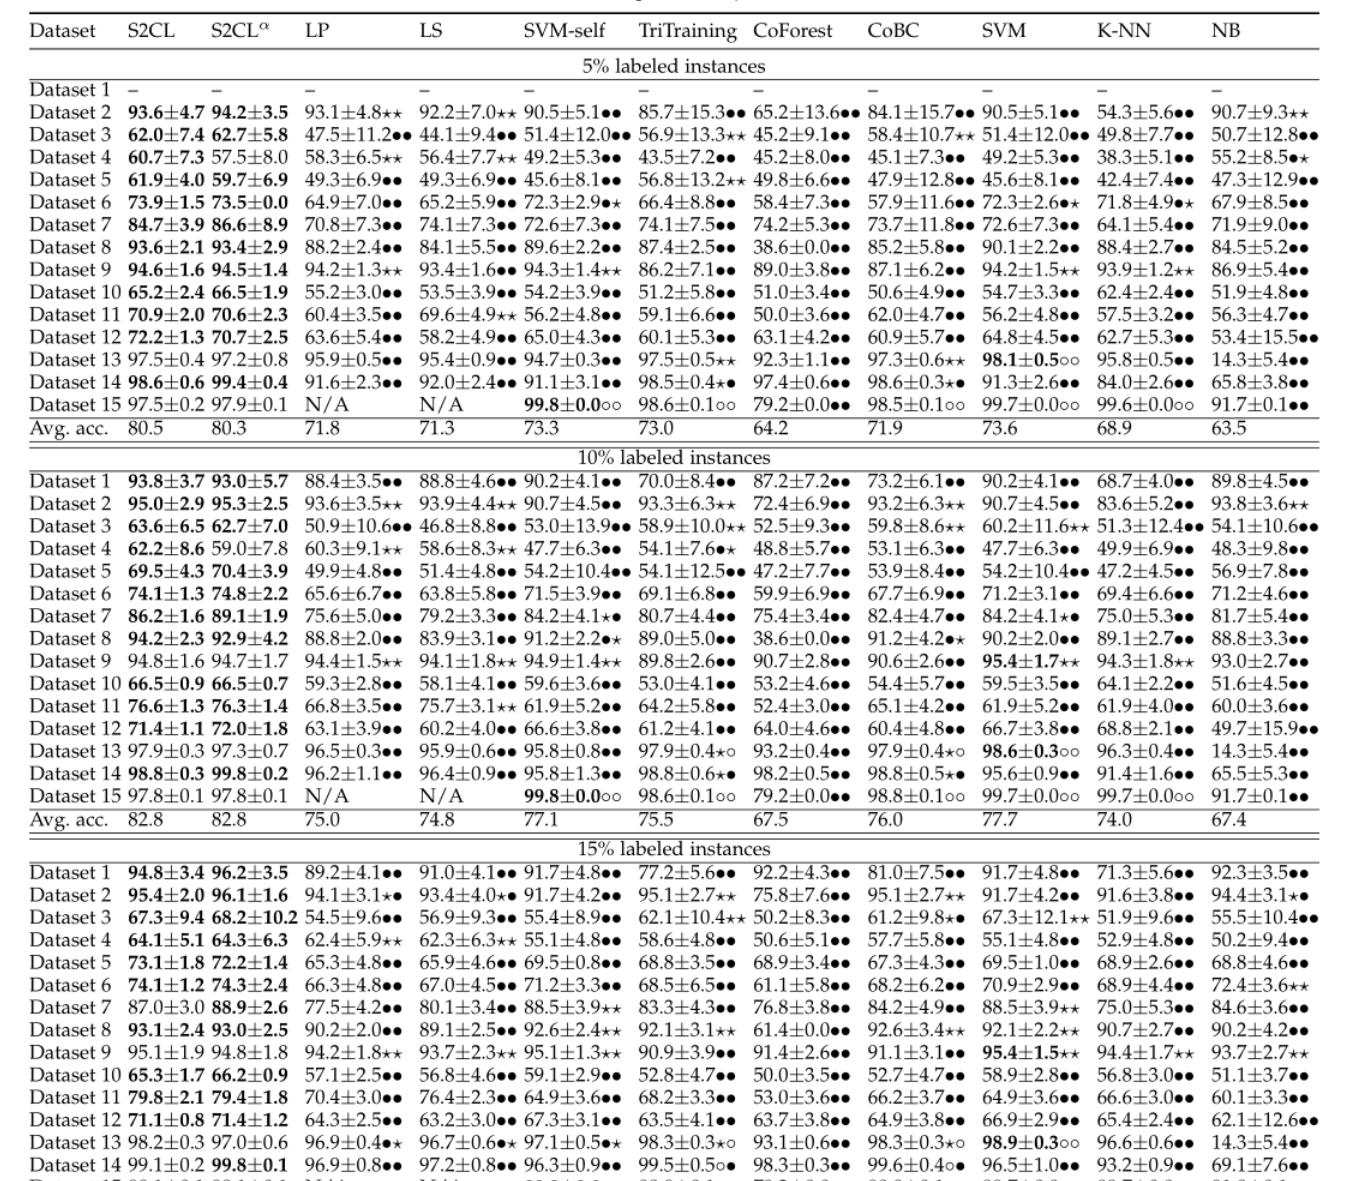 Dataset S2CL S2CLα LP LS SVM-self TriTraining CoForest CoBC SVM K-NN NB
5% labeled instances
Dataset 1 – – – – – – – – – – –
Dataset 2 93.6±4.7 94.2±3.5 93.1±4.8⋆⋆ 92.2±7.0⋆⋆ 90.5±5.1●● 85.7±15.3●● 65.2±13.6●● 84.1±15.7●● 90.5±5.1●● 54.3±5.6●● 90.7±9.3⋆⋆
Dataset 3 62.0±7.4 62.7±5.8 47.5±11.2●● 44.1±9.4●● 51.4±12.0●● 56.9±13.3⋆⋆ 45.2±9.1●● 58.4±10.7⋆⋆ 51.4±12.0●● 49.8±7.7●● 50.7±12.8●●
Dataset 4 60.7±7.3 57.5±8.0 58.3±6.5⋆⋆ 56.4±7.7⋆⋆ 49.2±5.3●● 43.5±7.2●● 45.2±8.0●● 45.1±7.3●● 49.2±5.3●● 38.3±5.1●● 55.2±8.5●⋆
Dataset 5 61.9±4.0 59.7±6.9 49.3±6.9●● 49.3±6.9●● 45.6±8.1●● 56.8±13.2⋆⋆ 49.8±6.6●● 47.9±12.8●● 45.6±8.1●● 42.4±7.4●● 47.3±12.9●●
Dataset 6 73.9±1.5 73.5±0.0 64.9±7.0●● 65.2±5.9●● 72.3±2.9●⋆ 66.4±8.8●● 58.4±7.3●● 57.9±11.6●● 72.3±2.6●⋆ 71.8±4.9●⋆ 67.9±8.5●●
Dataset 7 84.7±3.9 86.6±8.9 70.8±7.3●● 74.1±7.3●● 72.6±7.3●● 74.1±7.5●● 74.2±5.3●● 73.7±11.8●● 72.6±7.3●● 64.1±5.4●● 71.9±9.0●●
Dataset 8 93.6±2.1 93.4±2.9 88.2±2.4●● 84.1±5.5●● 89.6±2.2●● 87.4±2.5●● 38.6±0.0●● 85.2±5.8●● 90.1±2.2●● 88.4±2.7●● 84.5±5.2●●
Dataset 9 94.6±1.6 94.5±1.4 94.2±1.3⋆⋆ 93.4±1.6●● 94.3±1.4⋆⋆ 86.2±7.1●● 89.0±3.8●● 87.1±6.2●● 94.2±1.5⋆⋆ 93.9±1.2⋆⋆ 86.9±5.4●●
Dataset 10 65.2±2.4 66.5±1.9 55.2±3.0●● 53.5±3.9●● 54.2±3.9●● 51.2±5.8●● 51.0±3.4●● 50.6±4.9●● 54.7±3.3●● 62.4±2.4●● 51.9±4.8●●
Dataset 11 70.9±2.0 70.6±2.3 60.4±3.5●● 69.6±4.9⋆⋆ 56.2±4.8●● 59.1±6.6●● 50.0±3.6●● 62.0±4.7●● 56.2±4.8●● 57.5±3.2●● 56.3±4.7●●
Dataset 12 72.2±1.3 70.7±2.5 63.6±5.4●● 58.2±4.9●● 65.0±4.3●● 60.1±5.3●● 63.1±4.2●● 60.9±5.7●● 64.8±4.5●● 62.7±5.3●● 53.4±15.5●●
Dataset 13 97.5±0.4 97.2±0.8 95.9±0.5●● 95.4±0.9●● 94.7±0.3●● 97.5±0.5⋆⋆ 92.3±1.1●● 97.3±0.6⋆⋆ 98.1±0.5○○ 95.8±0.5●● 14.3±5.4●●
Dataset 14 98.6±0.6 99.4±0.4 91.6±2.3●● 92.0±2.4●● 91.1±3.1●● 98.5±0.4⋆● 97.4±0.6●● 98.6±0.3⋆● 91.3±2.6●● 84.0±2.6●● 65.8±3.8●●
Dataset 15 97.5±0.2 97.9±0.1 N/A N/A 99.8±0.0○○ 98.6±0.1○○ 79.2±0.0●● 98.5±0.1○○ 99.7±0.0○○ 99.6±0.0○○ 91.7±0.1●●
Avg. acc. 80.5 80.3 71.8 71.3 73.3 73.0 64.2 71.9 73.6 68.9 63.5
10% labeled instances
Dataset 1 93.8±3.7 93.0±5.7 88.4±3.5●● 88.8±4.6●● 90.2±4.1●● 70.0±8.4●● 87.2±7.2●● 73.2±6.1●● 90.2±4.1●● 68.7±4.0●● 89.8±4.5●●
Dataset 2 95.0±2.9 95.3±2.5 93.6±3.5⋆⋆ 93.9±4.4⋆⋆ 90.7±4.5●● 93.3±6.3⋆⋆ 72.4±6.9●● 93.2±6.3⋆⋆ 90.7±4.5●● 83.6±5.2●● 93.8±3.6⋆⋆
Dataset 3 63.6±6.5 62.7±7.0 50.9±10.6●● 46.8±8.8●● 53.0±13.9●● 58.9±10.0⋆⋆ 52.5±9.3●● 59.8±8.6⋆⋆ 60.2±11.6⋆⋆ 51.3±12.4●● 54.1±10.6●●
Dataset 4 62.2±8.6 59.0±7.8 60.3±9.1⋆⋆ 58.6±8.3⋆⋆ 47.7±6.3●● 54.1±7.6●⋆ 48.8±5.7●● 53.1±6.3●● 47.7±6.3●● 49.9±6.9●● 48.3±9.8●●
Dataset 5 69.5±4.3 70.4±3.9 49.9±4.8●● 51.4±4.8●● 54.2±10.4●● 54.1±12.5●● 47.2±7.7●● 53.9±8.4●● 54.2±10.4●● 47.2±4.5●● 56.9±7.8●●
Dataset 6 74.1±1.3 74.8±2.2 65.6±6.7●● 63.8±5.8●● 71.5±3.9●● 69.1±6.8●● 59.9±6.9●● 67.7±6.9●● 71.2±3.1●● 69.4±6.6●● 71.2±4.6●●
Dataset 7 86.2±1.6 89.1±1.9 75.6±5.0●● 79.2±3.3●● 84.2±4.1⋆● 80.7±4.4●● 75.4±3.4●● 82.4±4.7●● 84.2±4.1⋆● 75.0±5.3●● 81.7±5.4●●
Dataset 8 94.2±2.3 92.9±4.2 88.8±2.0●● 83.9±3.1●● 91.2±2.2●⋆ 89.0±5.0●● 38.6±0.0●● 91.2±4.2●⋆ 90.2±2.0●● 89.1±2.7●● 88.8±3.3●●
Dataset 9 94.8±1.6 94.7±1.7 94.4±1.5⋆⋆ 94.1±1.8⋆⋆ 94.9±1.4⋆⋆ 89.8±2.6●● 90.7±2.8●● 90.6±2.6●● 95.4±1.7⋆⋆ 94.3±1.8⋆⋆ 93.0±2.7●●
Dataset 10 66.5±0.9 66.5±0.7 59.3±2.8●● 58.1±4.1●● 59.6±3.6●● 53.0±4.1●● 53.2±4.6●● 54.4±5.7●● 59.5±3.5●● 64.1±2.2●● 51.6±4.5●●
Dataset 11 76.6±1.3 76.3±1.4 66.8±3.5●● 75.7±3.1⋆⋆ 61.9±5.2●● 64.2±5.8●● 52.4±3.0●● 65.1±4.2●● 61.9±5.2●● 61.9±4.0●● 60.0±3.6●●
Dataset 12 71.4±1.1 72.0±1.8 63.1±3.9●● 60.2±4.0●● 66.6±3.8●● 61.2±4.1●● 64.0±4.6●● 60.4±4.8●● 66.7±3.8●● 68.8±2.1●● 49.7±15.9●●
Dataset 13 97.9±0.3 97.3±0.7 96.5±0.3●● 95.9±0.6●● 95.8±0.8●● 97.9±0.4⋆○ 93.2±0.4●● 97.9±0.4⋆○ 98.6±0.3○○ 96.3±0.4●● 14.3±5.4●●
Dataset 14 98.8±0.3 99.8±0.2 96.2±1.1●● 96.4±0.9●● 95.8±1.3●● 98.8±0.6⋆● 98.2±0.5●● 98.8±0.5⋆● 95.6±0.9●● 91.4±1.6●● 65.5±5.3●●
Dataset 15 97.8±0.1 97.8±0.1 N/A N/A 99.8±0.0○○ 98.6±0.1○○ 79.2±0.0●● 98.8±0.1○○ 99.7±0.0○○ 99.7±0.0○○ 91.7±0.1●●
Avg. acc. 82.8 82.8 75.0 74.8 77.1 75.5 67.5 76.0 77.7 74.0 67.4
15% labeled instances
Dataset 1 94.8±3.4 96.2±3.5 89.2±4.1●● 91.0±4.1●● 91.7±4.8●● 77.2±5.6●● 92.2±4.3●● 81.0±7.5●● 91.7±4.8●● 71.3±5.6●● 92.3±3.5●●
Dataset 2 95.4±2.0 96.1±1.6 94.1±3.1⋆● 93.4±4.0⋆● 91.7±4.2●● 95.1±2.7⋆⋆ 75.8±7.6●● 95.1±2.7⋆⋆ 91.7±4.2●● 91.6±3.8●● 94.4±3.1⋆●
Dataset 3 67.3±9.4 68.2±10.2 54.5±9.6●● 56.9±9.3●● 55.4±8.9●● 62.1±10.4⋆⋆ 50.2±8.3●● 61.2±9.8⋆● 67.3±12.1⋆⋆ 51.9±9.6●● 55.5±10.4●●
Dataset 4 64.1±5.1 64.3±6.3 62.4±5.9⋆⋆ 62.3±6.3⋆⋆ 55.1±4.8●● 58.6±4.8●● 50.6±5.1●● 57.7±5.8●● 55.1±4.8●● 52.9±4.8●● 50.2±9.4●●
Dataset 5 73.1±1.8 72.2±1.4 65.3±4.8●● 65.9±4.6●● 69.5±0.8●● 68.8±3.5●● 68.9±3.4●● 67.3±4.3●● 69.5±1.0●● 68.9±2.6●● 68.8±4.6●●
Dataset 6 74.1±1.2 74.3±2.4 66.3±4.8●● 67.0±4.5●● 71.2±3.3●● 68.5±6.5●● 61.1±5.8●● 68.2±6.2●● 70.9±2.9●● 68.9±4.4●● 72.4±3.6⋆⋆
Dataset 7 87.0±3.0 88.9±2.6 77.5±4.2●● 80.1±3.4●● 88.5±3.9⋆⋆ 83.3±4.3●● 76.8±3.8●● 84.2±4.9●● 88.5±3.9⋆⋆ 75.0±5.3●● 84.6±3.6●●
Dataset 8 93.1±2.4 93.0±2.5 90.2±2.0●● 89.1±2.5●● 92.6±2.4⋆⋆ 92.1±3.1⋆⋆ 61.4±0.0●● 92.6±3.4⋆⋆ 92.1±2.2⋆⋆ 90.7±2.7●● 90.2±4.2●●
Dataset 9 95.1±1.9 94.8±1.8 94.2±1.8⋆⋆ 93.7±2.3⋆⋆ 95.1±1.3⋆⋆ 90.9±3.9●● 91.4±2.6●● 91.1±3.1●● 95.4±1.5⋆⋆ 94.4±1.7⋆⋆ 93.7±2.7⋆⋆
Dataset 10 65.3±1.7 66.2±0.9 57.1±2.5●● 56.8±4.6●● 59.1±2.9●● 52.8±4.7●● 50.0±3.5●● 52.7±4.7●● 58.9±2.8●● 56.8±3.0●● 51.1±3.7●●
Dataset 11 79.8±2.1 79.4±1.8 70.4±3.0●● 76.4±2.3●● 64.9±3.6●● 68.2±3.3●● 53.0±3.6●● 66.2±3.7●● 64.9±3.6●● 66.6±3.0●● 60.1±3.3●●
Dataset 12 71.1±0.8 71.4±1.2 64.3±2.5●● 63.2±3.0●● 67.3±3.1●● 63.5±4.1●● 63.7±3.8●● 64.9±3.8●● 66.9±2.9●● 65.4±2.4●● 62.1±12.6●●
Dataset 13 98.2±0.3 97.0±0.6 96.9±0.4●⋆ 96.7±0.6●⋆ 97.1±0.5●⋆ 98.3±0.3⋆○ 93.1±0.6●● 98.3±0.3⋆○ 98.9±0.3○○ 96.6±0.6●● 14.3±5.4●●
Dataset 14 99.1±0.2 99.8±0.1 96.9±0.8●● 97.2±0.8●● 96.3±0.9●● 99.5±0.5○● 98.3±0.3●● 99.6±0.4○● 96.5±1.0●● 93.2±0.9●● 69.1±7.6●●